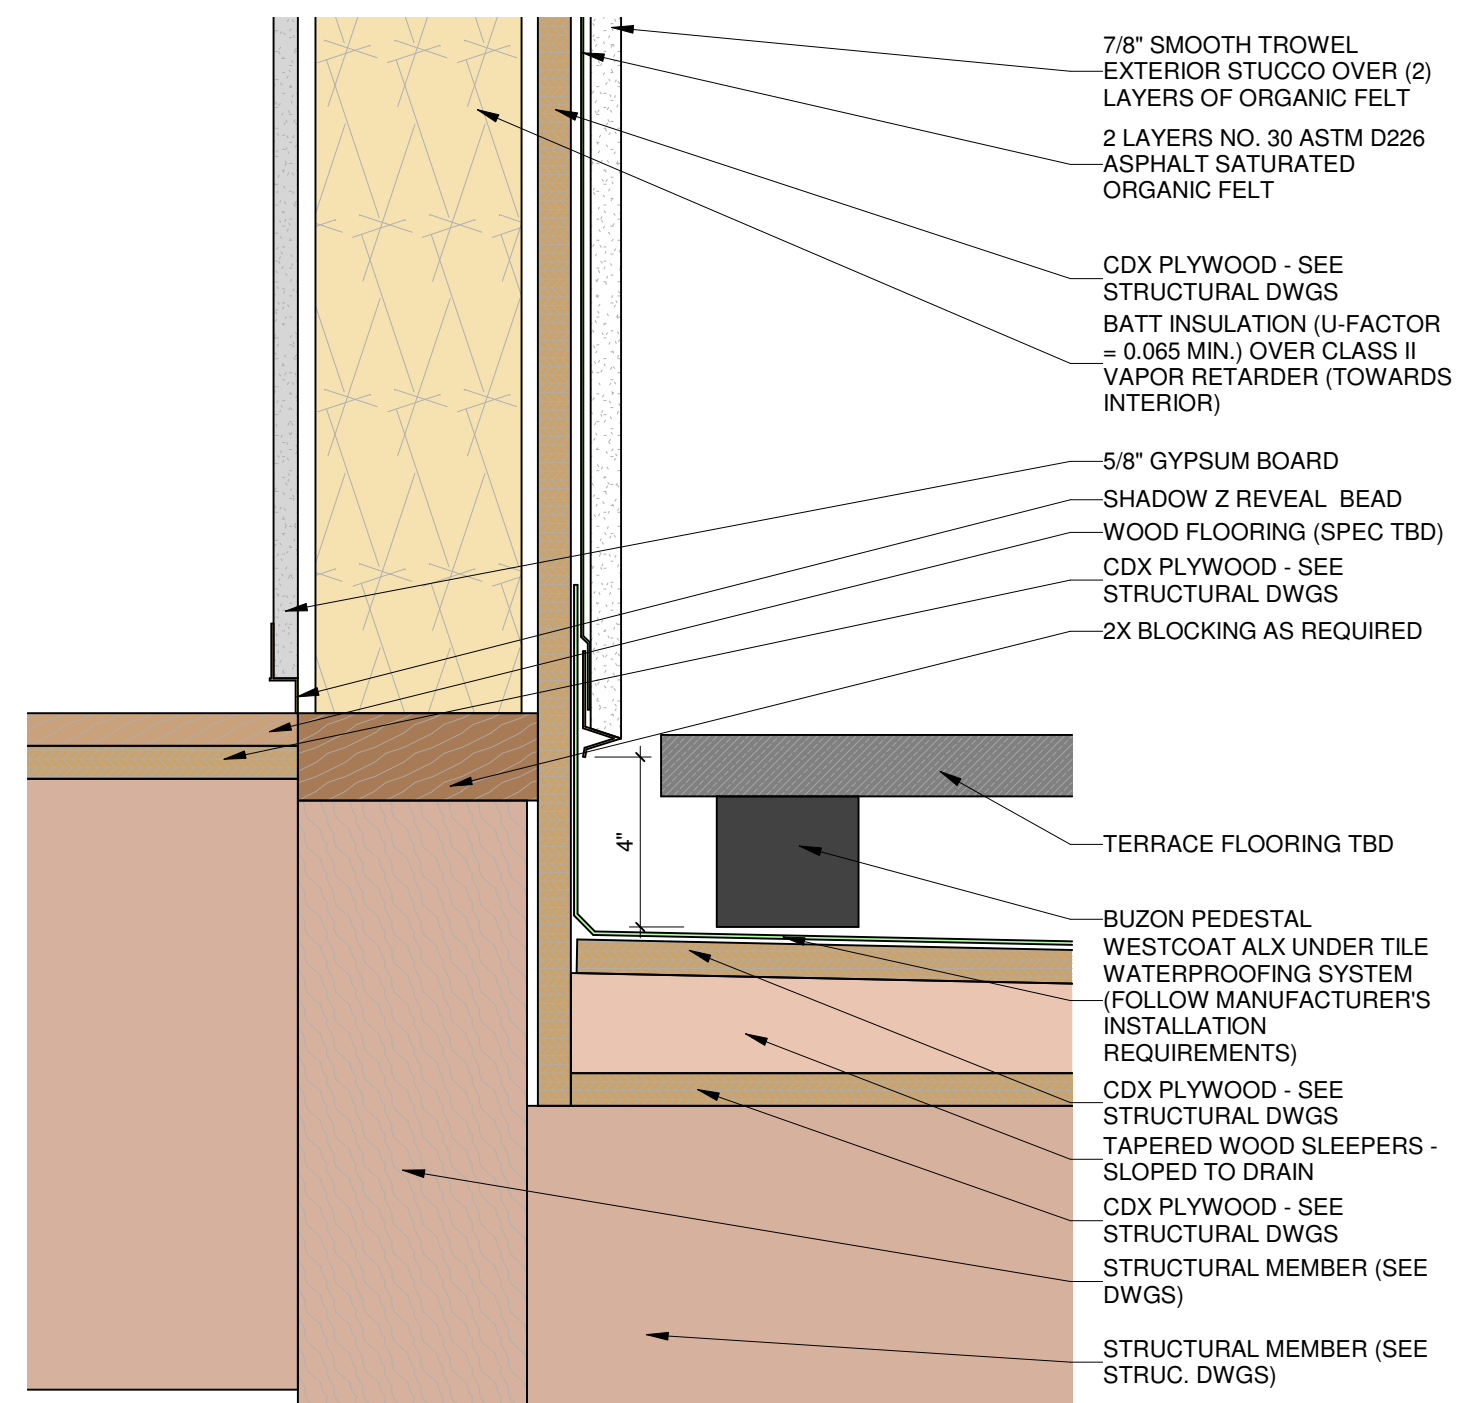 7/8" SMOOTH TROWEL
EXTERIOR STUCCO OVER (2)
LAYERS OF ORGANIC FELT
2 LAYERS NO. 30 ASTM D226
ASPHALT SATURATED
ORGANIC FELT
CDX PLYWOOD - SEE
STRUCTURAL DWGS
BATT INSULATION (U-FACTOR
= 0.065 MIN.) OVER CLASS II
VAPOR RETARDER (TOWARDS
INTERIOR)
5/8" GYPSUM BOARD
SHADOW Z REVEAL BEAD
WOOD FLOORING (SPEC TBD)
CDX PLYWOOD - SEE
STRUCTURAL DWGS
2X BLOCKING AS REQUIRED
4"
TERRACE FLOORING TBD
BUZON PEDESTAL
WESTCOAT ALX UNDER TILE
WATERPROOFING SYSTEM
(FOLLOW MANUFACTURER'S
INSTALLATION
REQUIREMENTS)
CDX PLYWOOD - SEE
STRUCTURAL DWGS
TAPERED WOOD SLEEPERS -
SLOPED TO DRAIN
CDX PLYWOOD - SEE
STRUCTURAL DWGS
STRUCTURAL MEMBER (SEE
DWGS)
STRUCTURAL MEMBER (SEE
STRUC. DWGS)